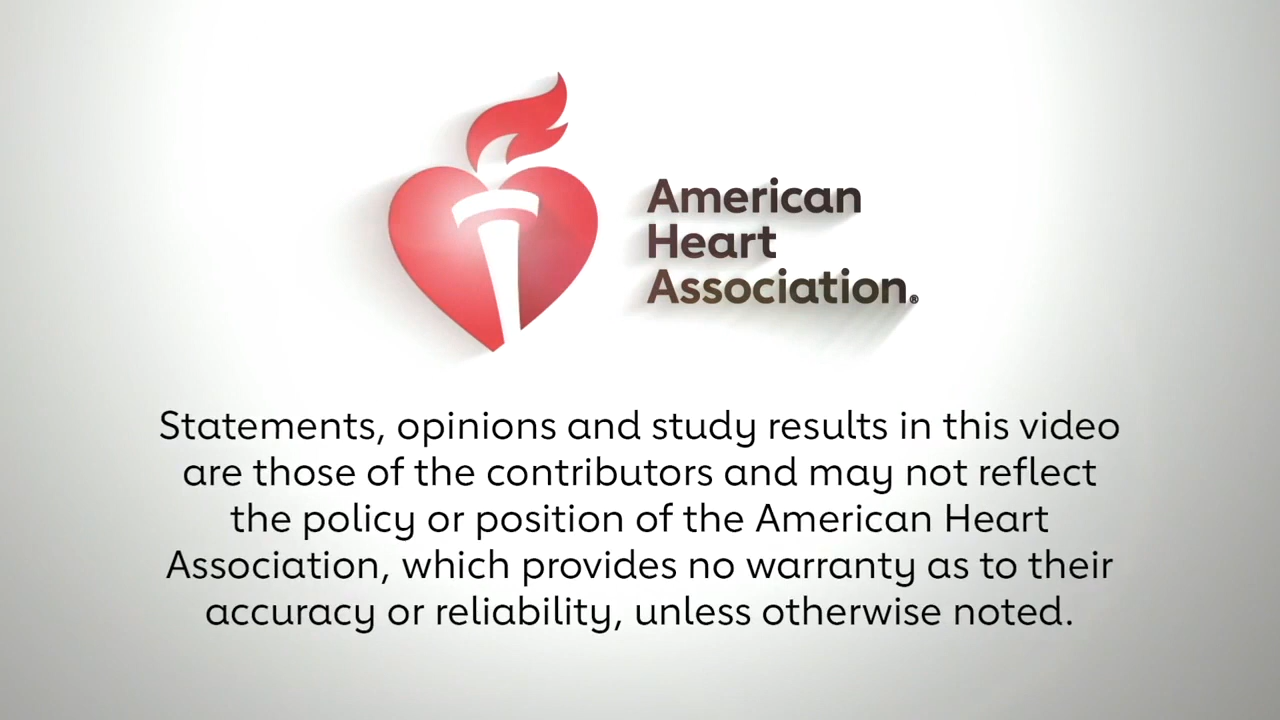 American
Heart
Association®
Statements, opinions and study results in this video
are those of the contributors and may not reflect
the policy or position of the American Heart
Association, which provides no warranty as to their
accuracy or reliability, unless otherwise noted.